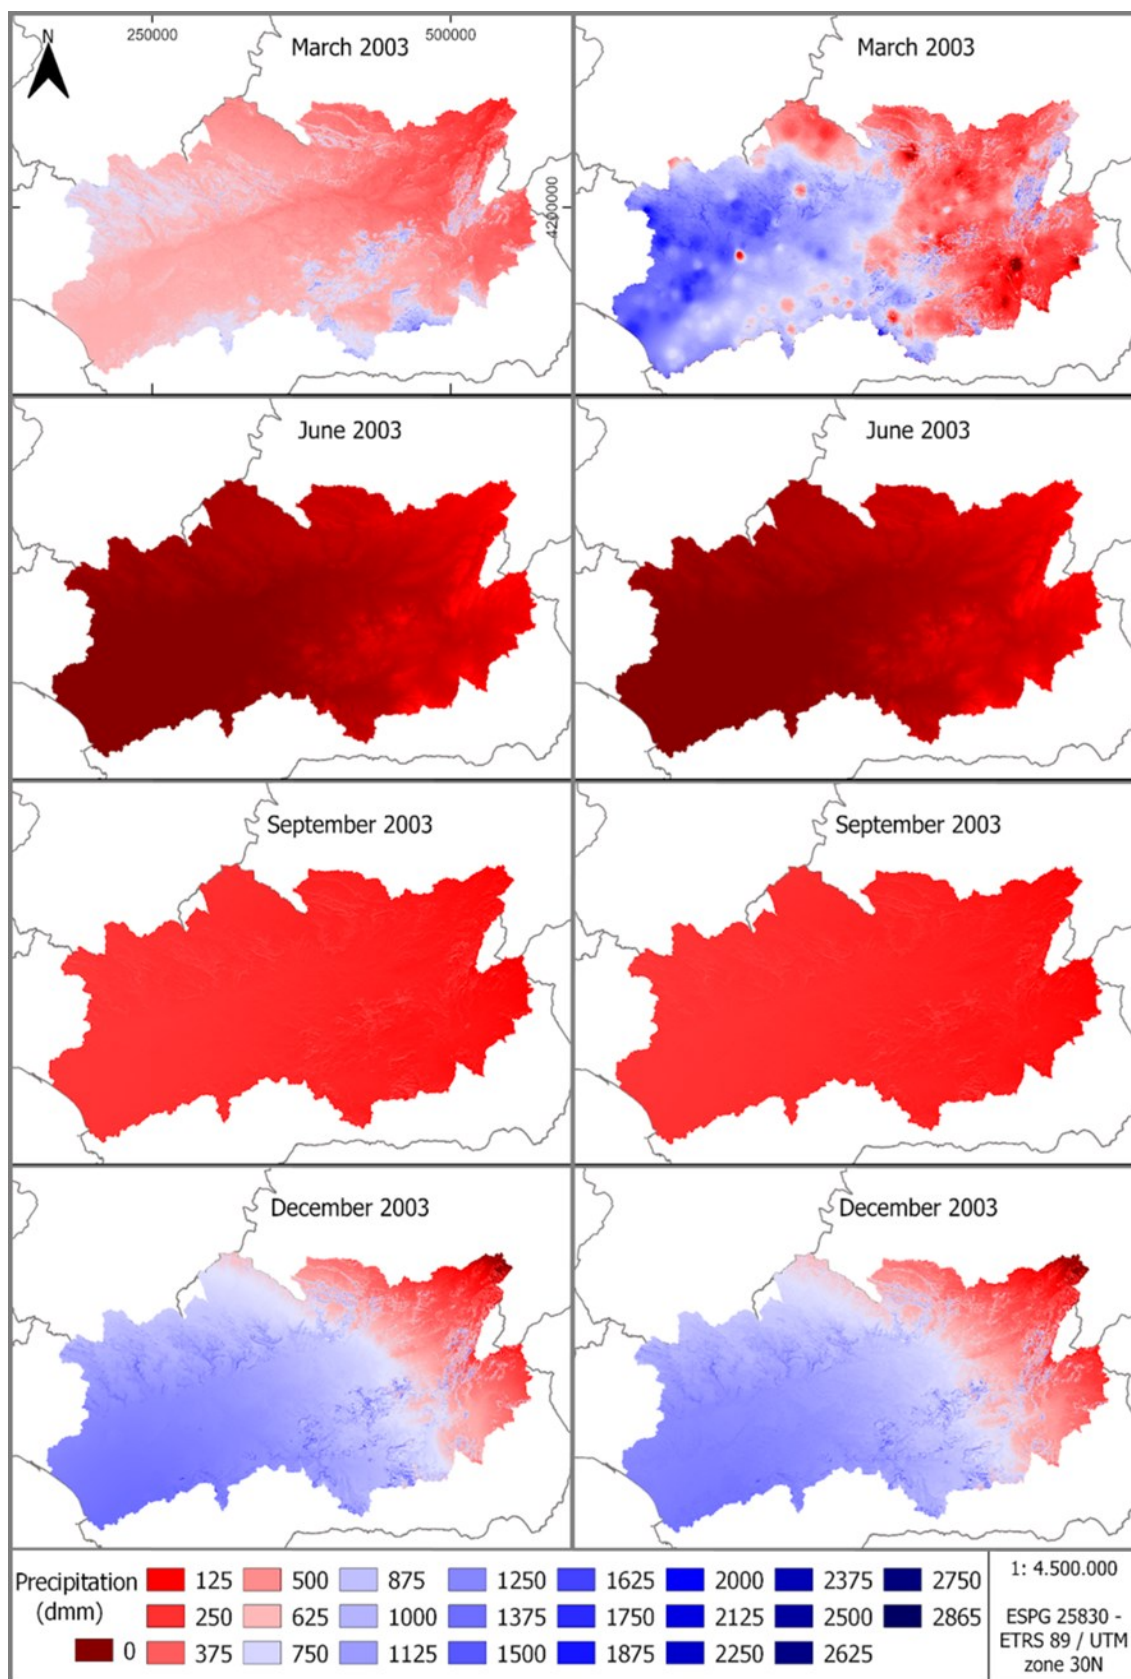 N
250000
500000
March 2003
March 2003
4200000
June 2003
June 2003
September 2003
September 2003
December 2003
December 2003
Precipitation
(dmm)
0
125
250
375
500
625
750
875
1000
1125
1250
1375
1500
1625
1750
1875
2000
2125
2250
2375
2500
2625
2750
2865
1: 4.500.000
ESPG 25830 -
ETRS 89 / UTM
zone 30N